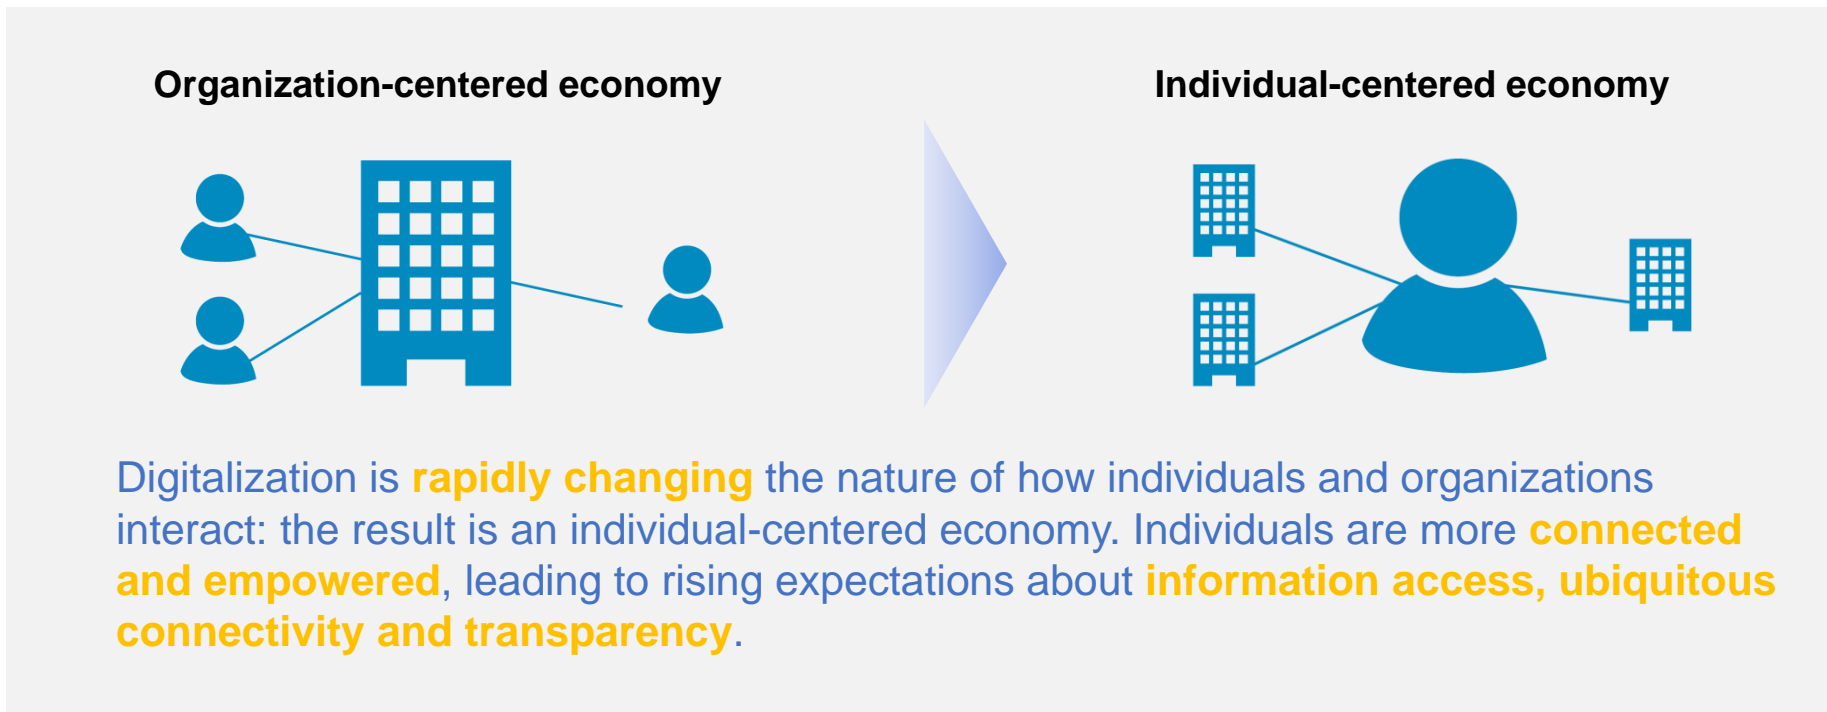 Organization-centered economy
Individual-centered economy
Digitalization is rapidly changing the nature of how individuals and organizations
interact: the result is an individual-centered economy. Individuals are more connected
and empowered, leading to rising expectations about information access, ubiquitous
connectivity and transparency.